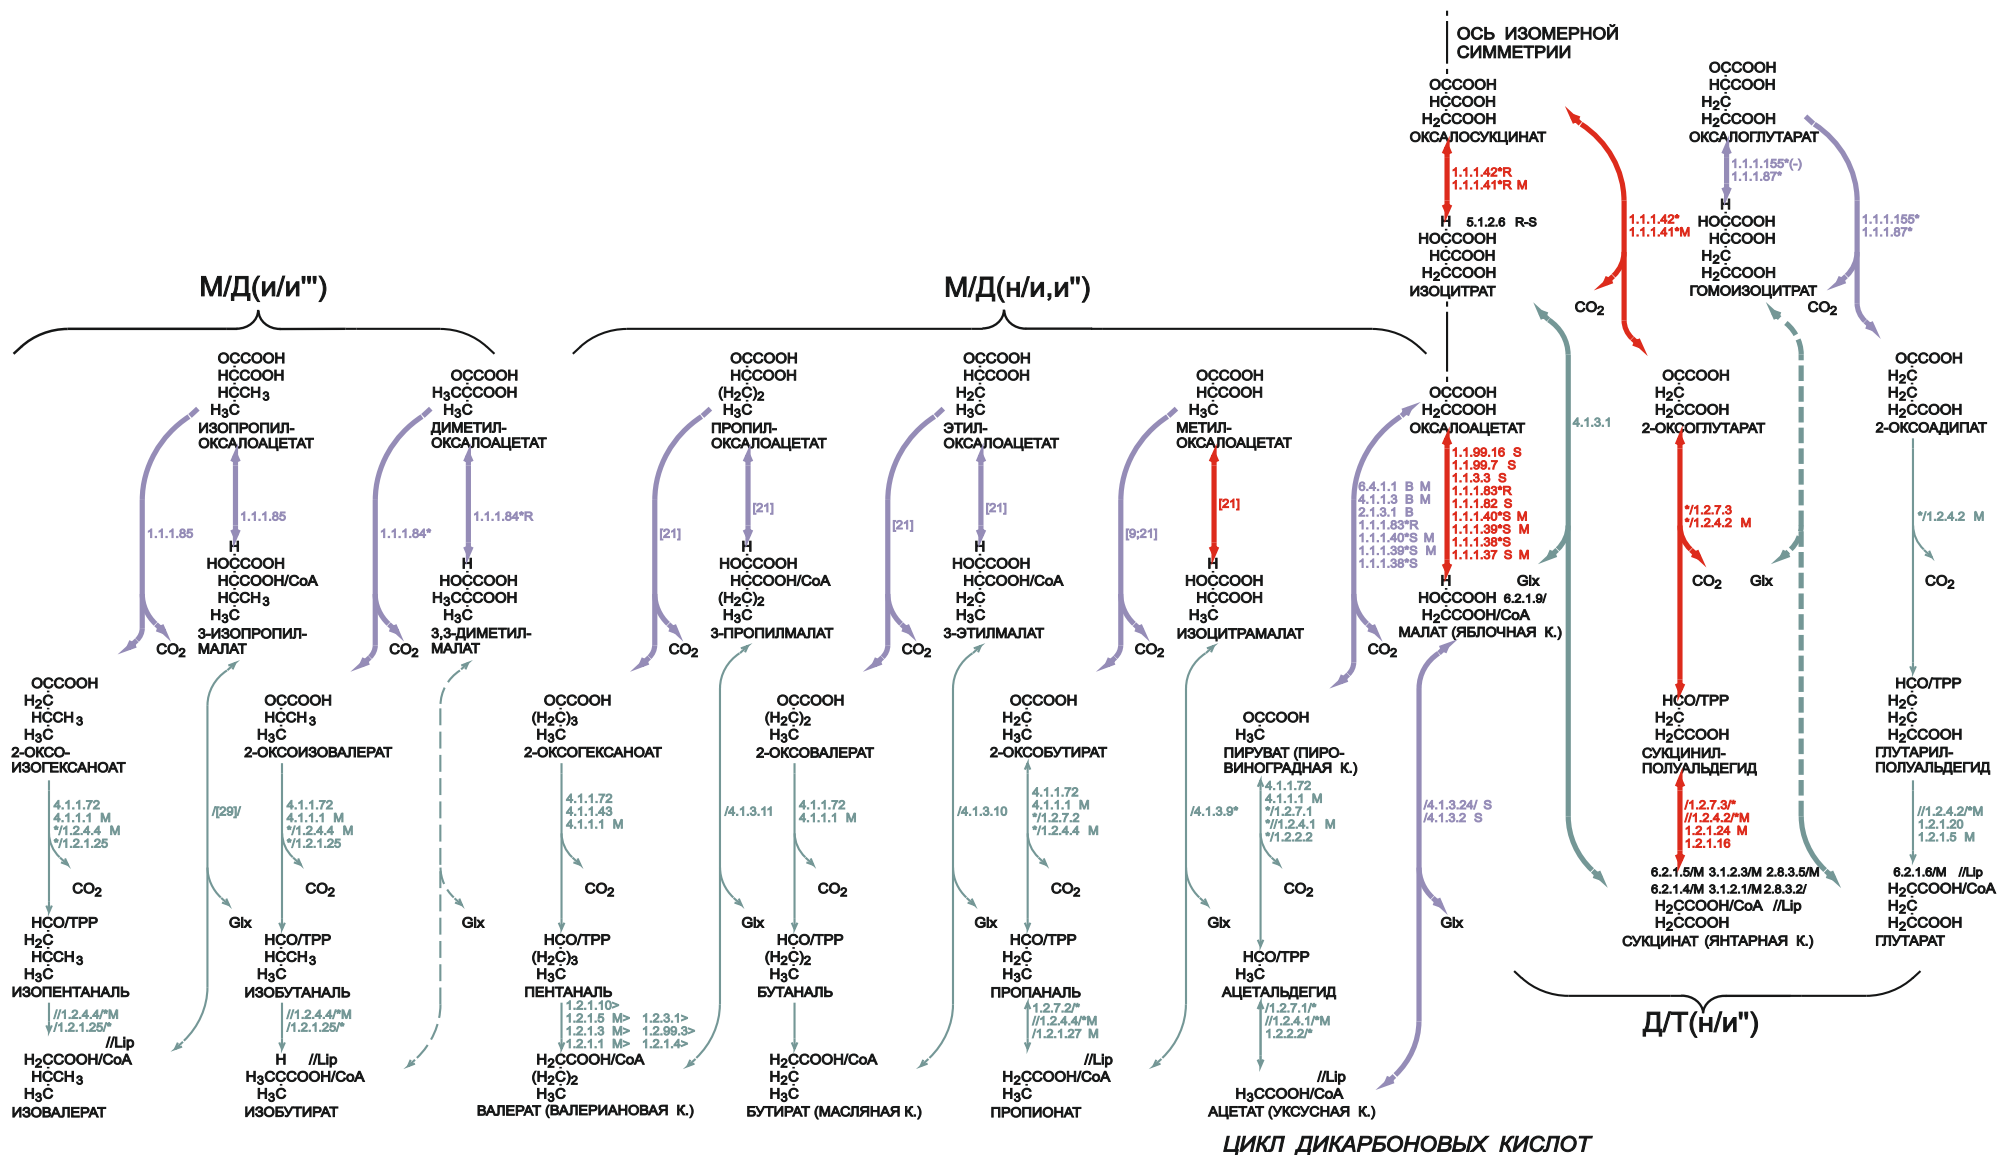 ОСЬ ИЗОМЕРНОЙ
СИММЕТРИИ
OCCOOH
HCCOOH
H2CCOOH
ОКСАЛОСУКЦИНАТ
1.1.1.42*R
1.1.1.41*R M
H 5.1.2.6 R-S
HOCCOOH
HCCOOH
H2CCOOH
ИЗОЦИТРАТ
1.1.1.42*
1.1.1.41*M
CO2
OCCOOH
HCCOOH
H2C
H2CCOOH
ОКСАЛОГЛУТАРАТ
1.1.1.155*(-)
1.1.1.87*
H
HOCCOOH
HCCOOH
H2C
H2CCOOH
ГОМОИЗОЦИТРАТ
1.1.1.155*
1.1.1.87*
CO2
М/Д(и/и''')
М/Д(н/и,и'')
OCCOOH
HCCOOH
HCCH3
H3C
ИЗОПРОПИЛ-
ОКСАЛОАЦЕТАТ
1.1.1.85
1.1.1.85
H
HOCCOOH
HCCOOH/CoA
HCCH3
H3C
3-ИЗОПРОПИЛ-
МАЛАТ
CO2
OCCOOH
H3CCCOOH
H3C
ДИМЕТИЛ-
ОКСАЛОАЦЕТАТ
1.1.1.84*
1.1.1.84*R
H
HOCCOOH
H3CCCOOH
H3C
3,3-ДИМЕТИЛ-
МАЛАТ
CO2
OCCOOH
HCCOOH
(H2C)2
H3C
ПРОПИЛ-
ОКСАЛОАЦЕТАТ
[21]
[21]
H
HOCCOOH
HCCOOH/CoA
(H2C)2
H3C
3-ПРОПИЛМАЛАТ
CO2
OCCOOH
HCCOOH
H2C
H3C
ЭТИЛ-
ОКСАЛОАЦЕТАТ
[21]
[21]
H
HOCCOOH
HCCOOH/CoA
H2C
H3C
3-ЭТИЛМАЛАТ
CO2
OCCOOH
HCCOOH
H3C
МЕТИЛ-
ОКСАЛОАЦЕТАТ
[9;21]
[21]
H
HOCCOOH
HCCOOH
H3C
ИЗОЦИТРАМАЛАТ
CO2
OCCOOH
H2CCOOH
ОКСАЛОАЦЕТАТ
6.4.1.1 B M
4.1.1.3 B M
2.1.3.1 B
1.1.1.83*R
1.1.1.40*S M
1.1.1.39*S M
1.1.1.38*S
1.1.99.16 S
1.1.99.7 S
1.1.3.3 S
1.1.1.83*R
1.1.1.82 S
1.1.1.40*S M
1.1.1.39*S M
1.1.1.38*S
1.1.1.37 S M
H
HOCCOOH 6.2.1.9/
H2CCOOH/CoA
МАЛАТ (ЯБЛОЧНАЯ К.)
CO2
4.1.3.1
Glx
OCCOOH
H2C
H2CCOOH
2-ОКСОГЛУТАРАТ
*/1.2.7.3
*/1.2.4.2 M
CO2
Glx
OCCOOH
H2C
H2C
H2CCOOH
2-ОКСОАДИПАТ
*/1.2.4.2 M
CO2
OCCOOH
H2C
HCCH3
H3C
2-ОКСО-
ИЗОГЕКСАНОАТ
4.1.1.72
4.1.1.1 M
*/1.2.4.4 M
*/1.2.1.25
CO2
HCO/TPP
H2C
HCCH3
H3C
ИЗОПЕНТАНАЛЬ
//1.2.4.4/*M
/1.2.1.25/*
//Lip
H2CCOOH/CoA
HCCH3
H3C
ИЗОВАЛЕРАТ
/[29]/
Glx
OCCOOH
HCCH3
H3C
2-ОКСОИЗОВАЛЕРАТ
4.1.1.72
4.1.1.1 M
*/1.2.4.4 M
*/1.2.1.25
CO2
HCO/TPP
HCCH3
H3C
ИЗОБУТАНАЛЬ
//1.2.4.4/*M
/1.2.1.25/*
H //Lip
H3CCCOOH/CoA
H3C
ИЗОБУТИРАТ
Glx
OCCOOH
(H2C)3
H3C
2-ОКСОГЕКСАНОАТ
4.1.1.72
4.1.1.43
4.1.1.1 M
CO2
HCO/TPP
(H2C)3
H3C
ПЕНТАНАЛЬ
1.2.1.10>
1.2.1.5 M> 1.2.3.1>
1.2.1.3 M> 1.2.99.3>
1.2.1.1 M> 1.2.1.4>
H2CCOOH/CoA
(H2C)2
H3C
ВАЛЕРАТ (ВАЛЕРИАНОВАЯ К.)
/4.1.3.11
Glx
OCCOOH
(H2C)2
H3C
2-ОКСОВАЛЕРАТ
4.1.1.72
4.1.1.1 M
CO2
HCO/TPP
(H2C)2
H3C
БУТАНАЛЬ
H2CCOOH/CoA
H2C
H3C
БУТИРАТ (МАСЛЯНАЯ К.)
/4.1.3.10
Glx
OCCOOH
H2C
H3C
2-ОКСОБУТИРАТ
4.1.1.72
4.1.1.1 M
*/1.2.7.2
*/1.2.4.4 M
CO2
HCO/TPP
H2C
H3C
ПРОПАНАЛЬ
1.2.7.2/*
//1.2.4.4/*M
/1.2.1.27 M
//Lip
H2CCOOH/CoA
H3C
ПРОПИОНАТ
/4.1.3.9*
Glx
OCCOOH
H3C
ПИРУВАТ (ПИРО-
ВИНОГРАДНАЯ К.)
4.1.1.72
4.1.1.1 M
*/1.2.7.1
*//1.2.4.1 M
*/1.2.2.2
CO2
HCO/TPP
H3C
АЦЕТАЛЬДЕГИД
/1.2.7.1/*
//1.2.4.1/*M
1.2.2.2/*
//Lip
H3CCOOH/CoA
АЦЕТАТ (УКСУСНАЯ К.)
/4.1.3.24/ S
/4.1.3.2 S
Glx
HCO/TPP
H2C
H2CCOOH
СУКЦИНИЛ-
ПОЛУАЛЬДЕГИД
/1.2.7.3/*
//1.2.4.2/*M
1.2.1.24 M
1.2.1.16
6.2.1.5/M 3.1.2.3/M 2.8.3.5/M
6.2.1.4/M 3.1.2.1/M 2.8.3.2/
H2CCOOH/CoA //Lip
H2CCOOH
СУКЦИНАТ (ЯНТАРНАЯ К.)
HCO/TPP
H2C
H2C
H2CCOOH
ГЛУТАРИЛ-
ПОЛУАЛЬДЕГИД
//1.2.4.2/*M
1.2.1.20
1.2.1.5 M
6.2.1.6/M //Lip
H2CCOOH/CoA
H2C
H2CCOOH
ГЛУТАРАТ
Д/Т(н/и'')
ЦИКЛ ДИКАРБОНОВЫХ КИСЛОТ